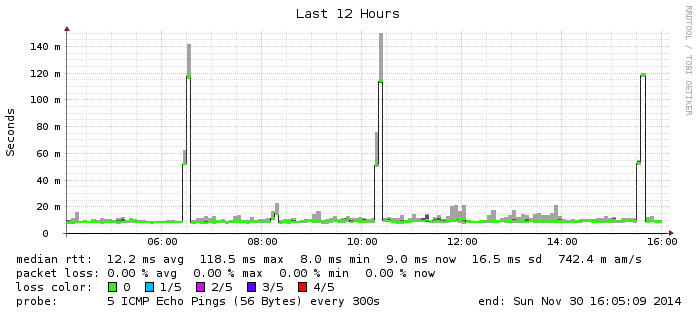 Last 12 Hours
RRDTOOL / TOBI OETIKER
Seconds
140 m
120 m
100 m
80 m
60 m
40 m
20 m
0
06:00 08:00 10:00 12:00 14:00 16:00
median rtt: 12.2 ms avg 118.5 ms max 8.0 ms min 9.0 ms now 16.5 ms sd 742.4 m am/s
packet loss: 0.00 % avg 0.00 % max 0.00 % min 0.00 % now
loss color: 0 1/5 2/5 3/5 4/5
probe: 5 ICMP Echo Pings (56 Bytes) every 300s end: Sun Nov 30 16:05:09 2014